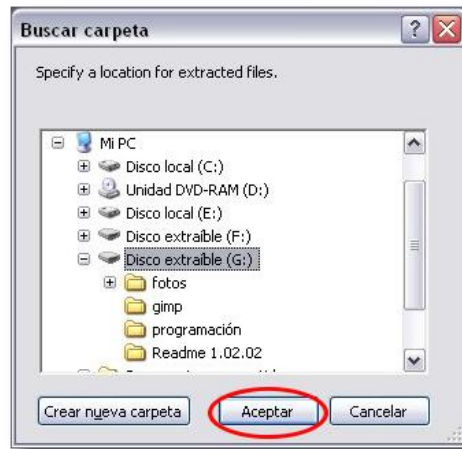 Buscar carpeta
Specify a location for extracted files.
Mi PC
Disco local (C:)
Unidad DVD-RAM (D:)
Disco local (E:)
Disco extraíble (F:)
Disco extraíble (G:)
fotos
gimp
programación
Readme 1.02.02
Crear nueva carpeta Aceptar Cancelar